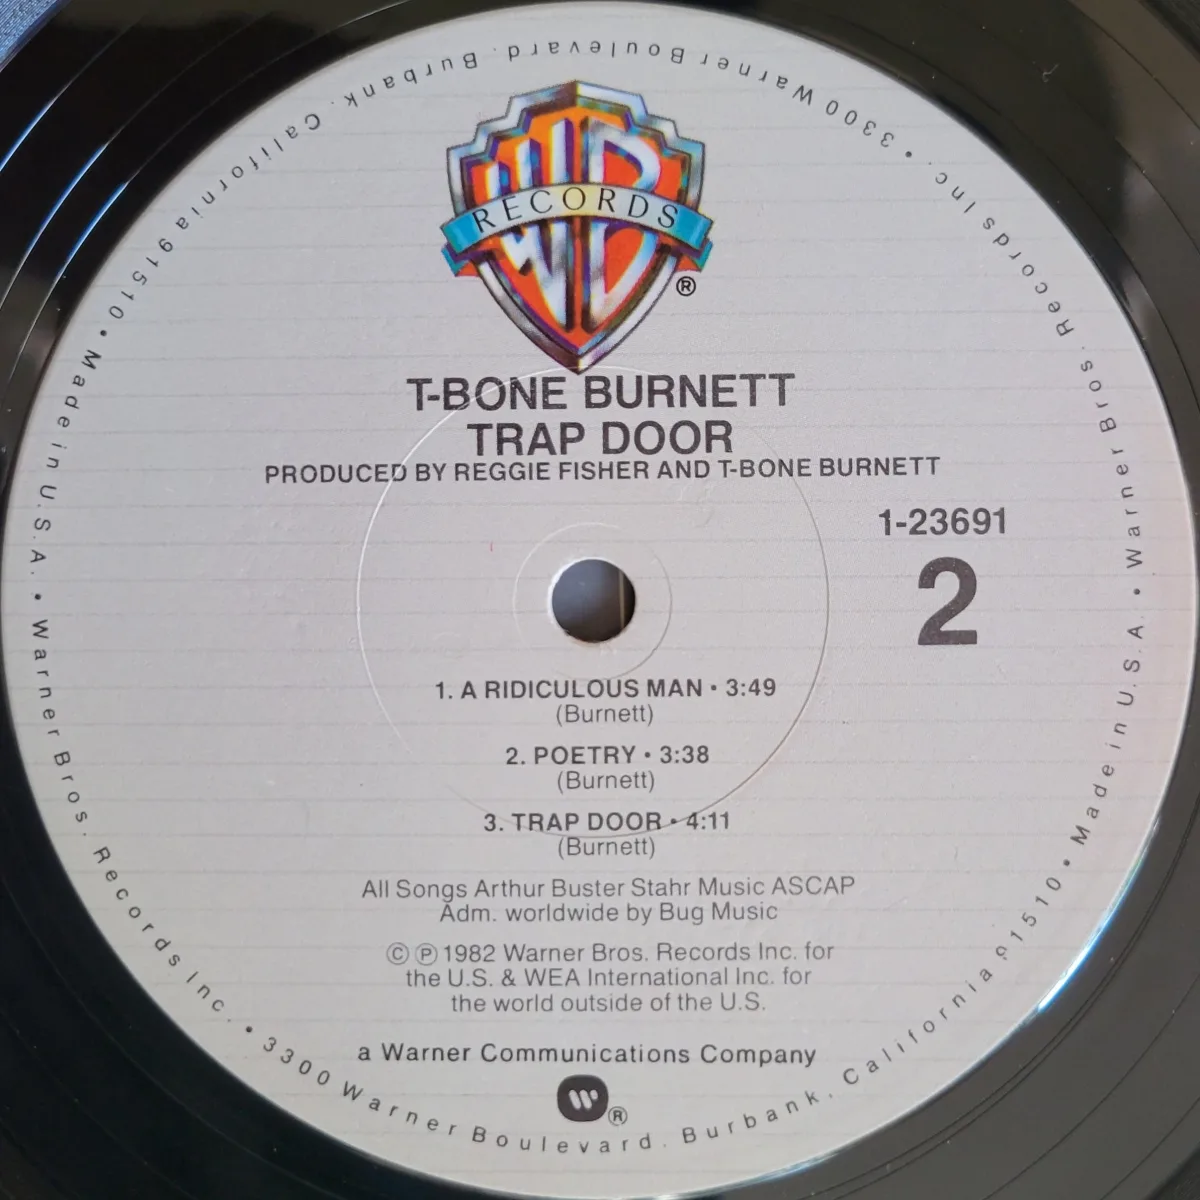 WB
RECORDS
®
T-BONE BURNETT
TRAP DOOR
PRODUCED BY REGGIE FISHER AND T-BONE BURNETT
1-23691
2
1. A RIDICULOUS MAN • 3:49
(Burnett)
2. POETRY • 3:38
(Burnett)
3. TRAP DOOR • 4:11
(Burnett)
All Songs Arthur Buster Stahr Music ASCAP
Adm. worldwide by Bug Music
© ℗ 1982 Warner Bros. Records Inc. for
the U.S. & WEA International Inc. for
the world outside of the U.S.
a Warner Communications Company
W ®
Made in U.S.A. • Warner Bros. Records Inc. • 3300 Warner Boulevard. Burbank. California 91510 • Made in U.S.A. • Warner Bros. Records Inc. • 3300 Warner Boulevard. Burbank. California 91510 •